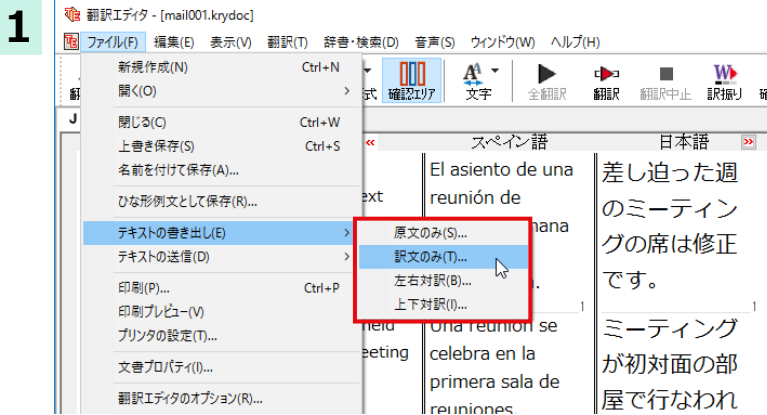 1
翻訳エディタ - [mail001.krydoc]
ファイル(F) 編集(E) 表示(V) 翻訳(T) 辞書・検索(D) 音声(S) ウィンドウ(W) ヘルプ(H)
確認エリア 文字 全翻訳 翻訳 翻訳中止 訳振り
新規作成(N) Ctrl+N
開く(O) >
閉じる(C) Ctrl+W
上書き保存(S) Ctrl+S
名前を付けて保存(A)...
ひな形例文として保存(R)...
テキストの書き出し(E) >
テキストの送信(D) >
印刷(P)... Ctrl+P
印刷プレビュー(V)
プリンタの設定(T)...
文書プロパティ(I)...
翻訳エディタのオプション(R)...
原文のみ(S)...
訳文のみ(T)...
左右対訳(B)...
上下対訳(I)...
スペイン語
El asiento de una
reunión de
Una reunión se
celebra en la
primera sala de
reuniones
日本語
差し迫った週
のミーティン
グの席は修正
です。
1
ミーティング
が初対面の部
屋で行なわれ